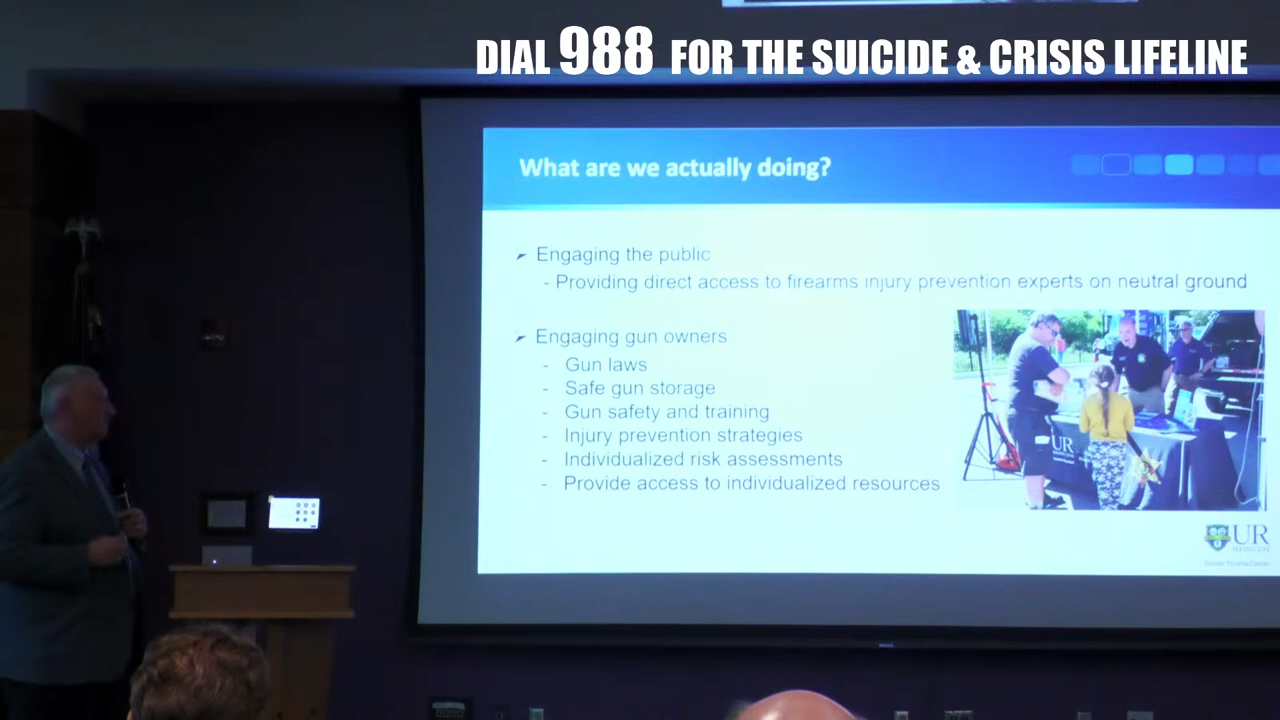 DIAL 988 FOR THE SUICIDE & CRISIS LIFELINE
What are we actually doing?
Engaging the public
- Providing direct access to firearms injury prevention experts on neutral ground
Engaging gun owners
- Gun laws
- Safe gun storage
- Gun safety and training
- Injury prevention strategies
- Individualized risk assessments
- Provide access to individualized resources
UR
UR
MEDICINE